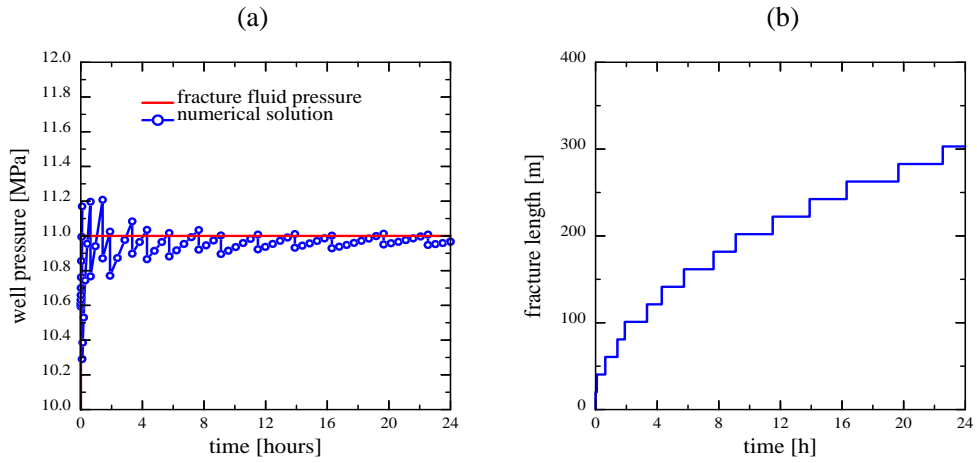 (a)
well pressure [MPa]
12.0
11.8
11.6
11.4
11.2
11.0
10.8
10.6
10.4
10.2
10.0
fracture fluid pressure
numerical solution
0 4 8 12 16 20 24
time [hours]
(b)
fracture length [m]
400
300
200
100
0
0 4 8 12 16 20 24
time [h]